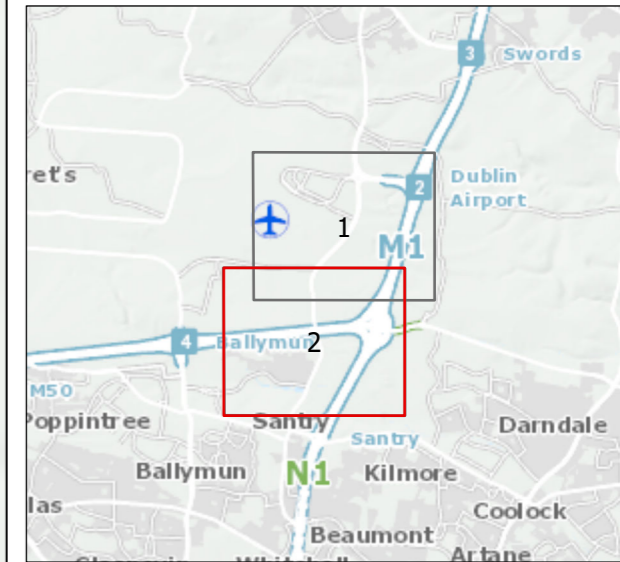 3
Swords
ret's
2
Dublin
Airport
1
M1
4
Ballymun
2
M50
Poppintree
Santry
Darndale
Santry
Ballymun
N1
Kilmore
las
Coolock
Beaumont
Artane